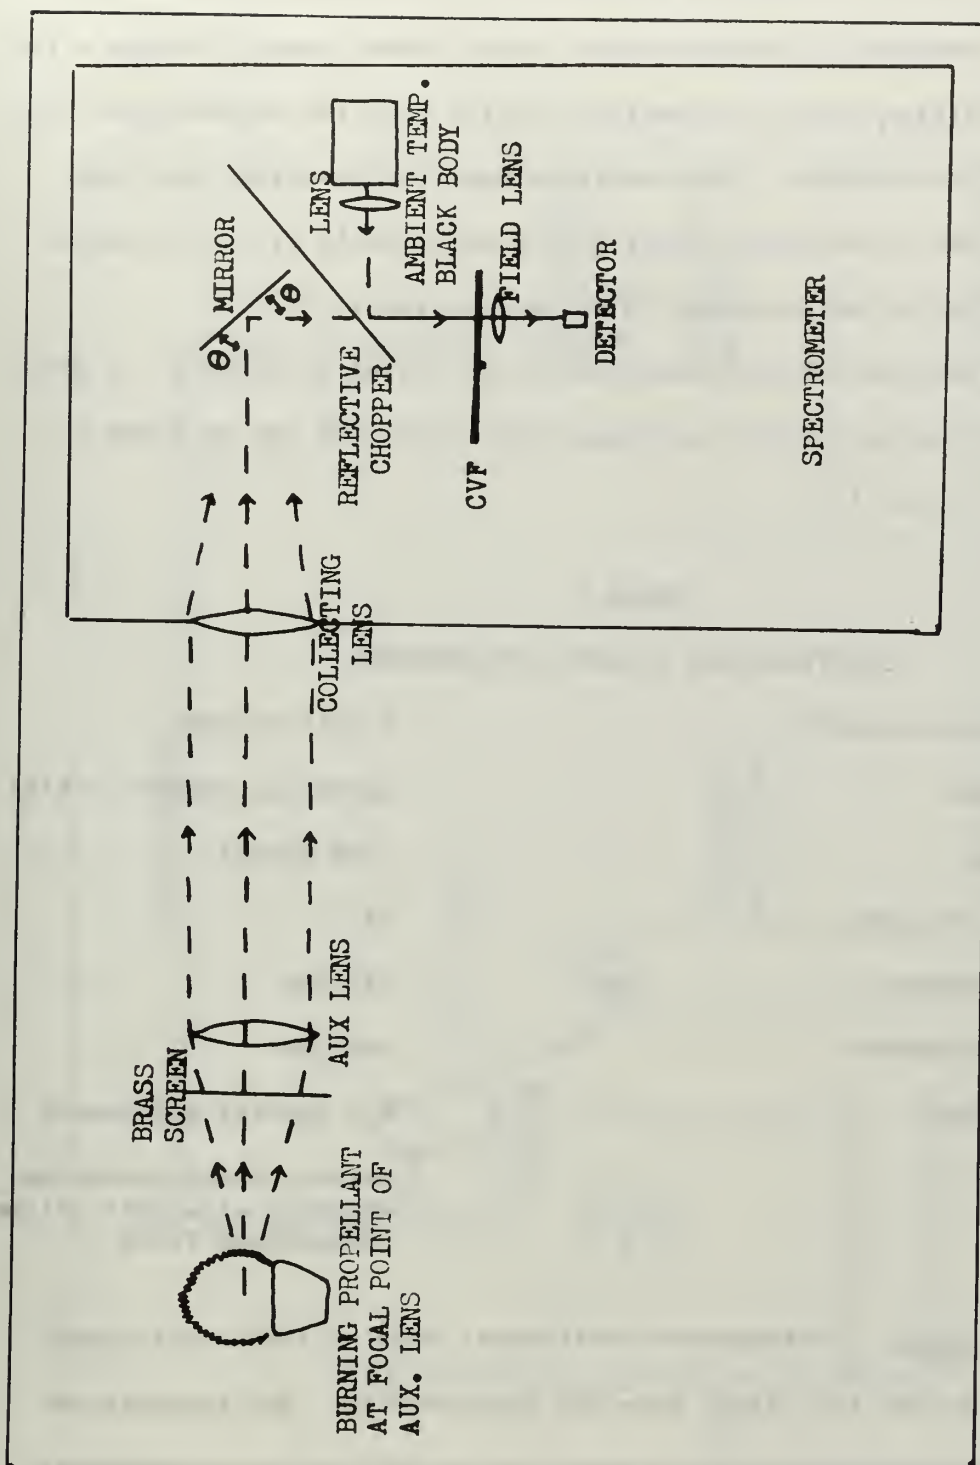 BURNING PROPELLANT
AT FOCAL POINT OF
AUX. LENS
BRASS
SCREEN
AUX LENS
COLLECTING
LENS
MIRROR
θ
θ
REFLECTIVE
CHOPPER
LENS
AMBIENT TEMP.
BLACK BODY
CVF
FIELD LENS
DETECTOR
SPECTROMETER